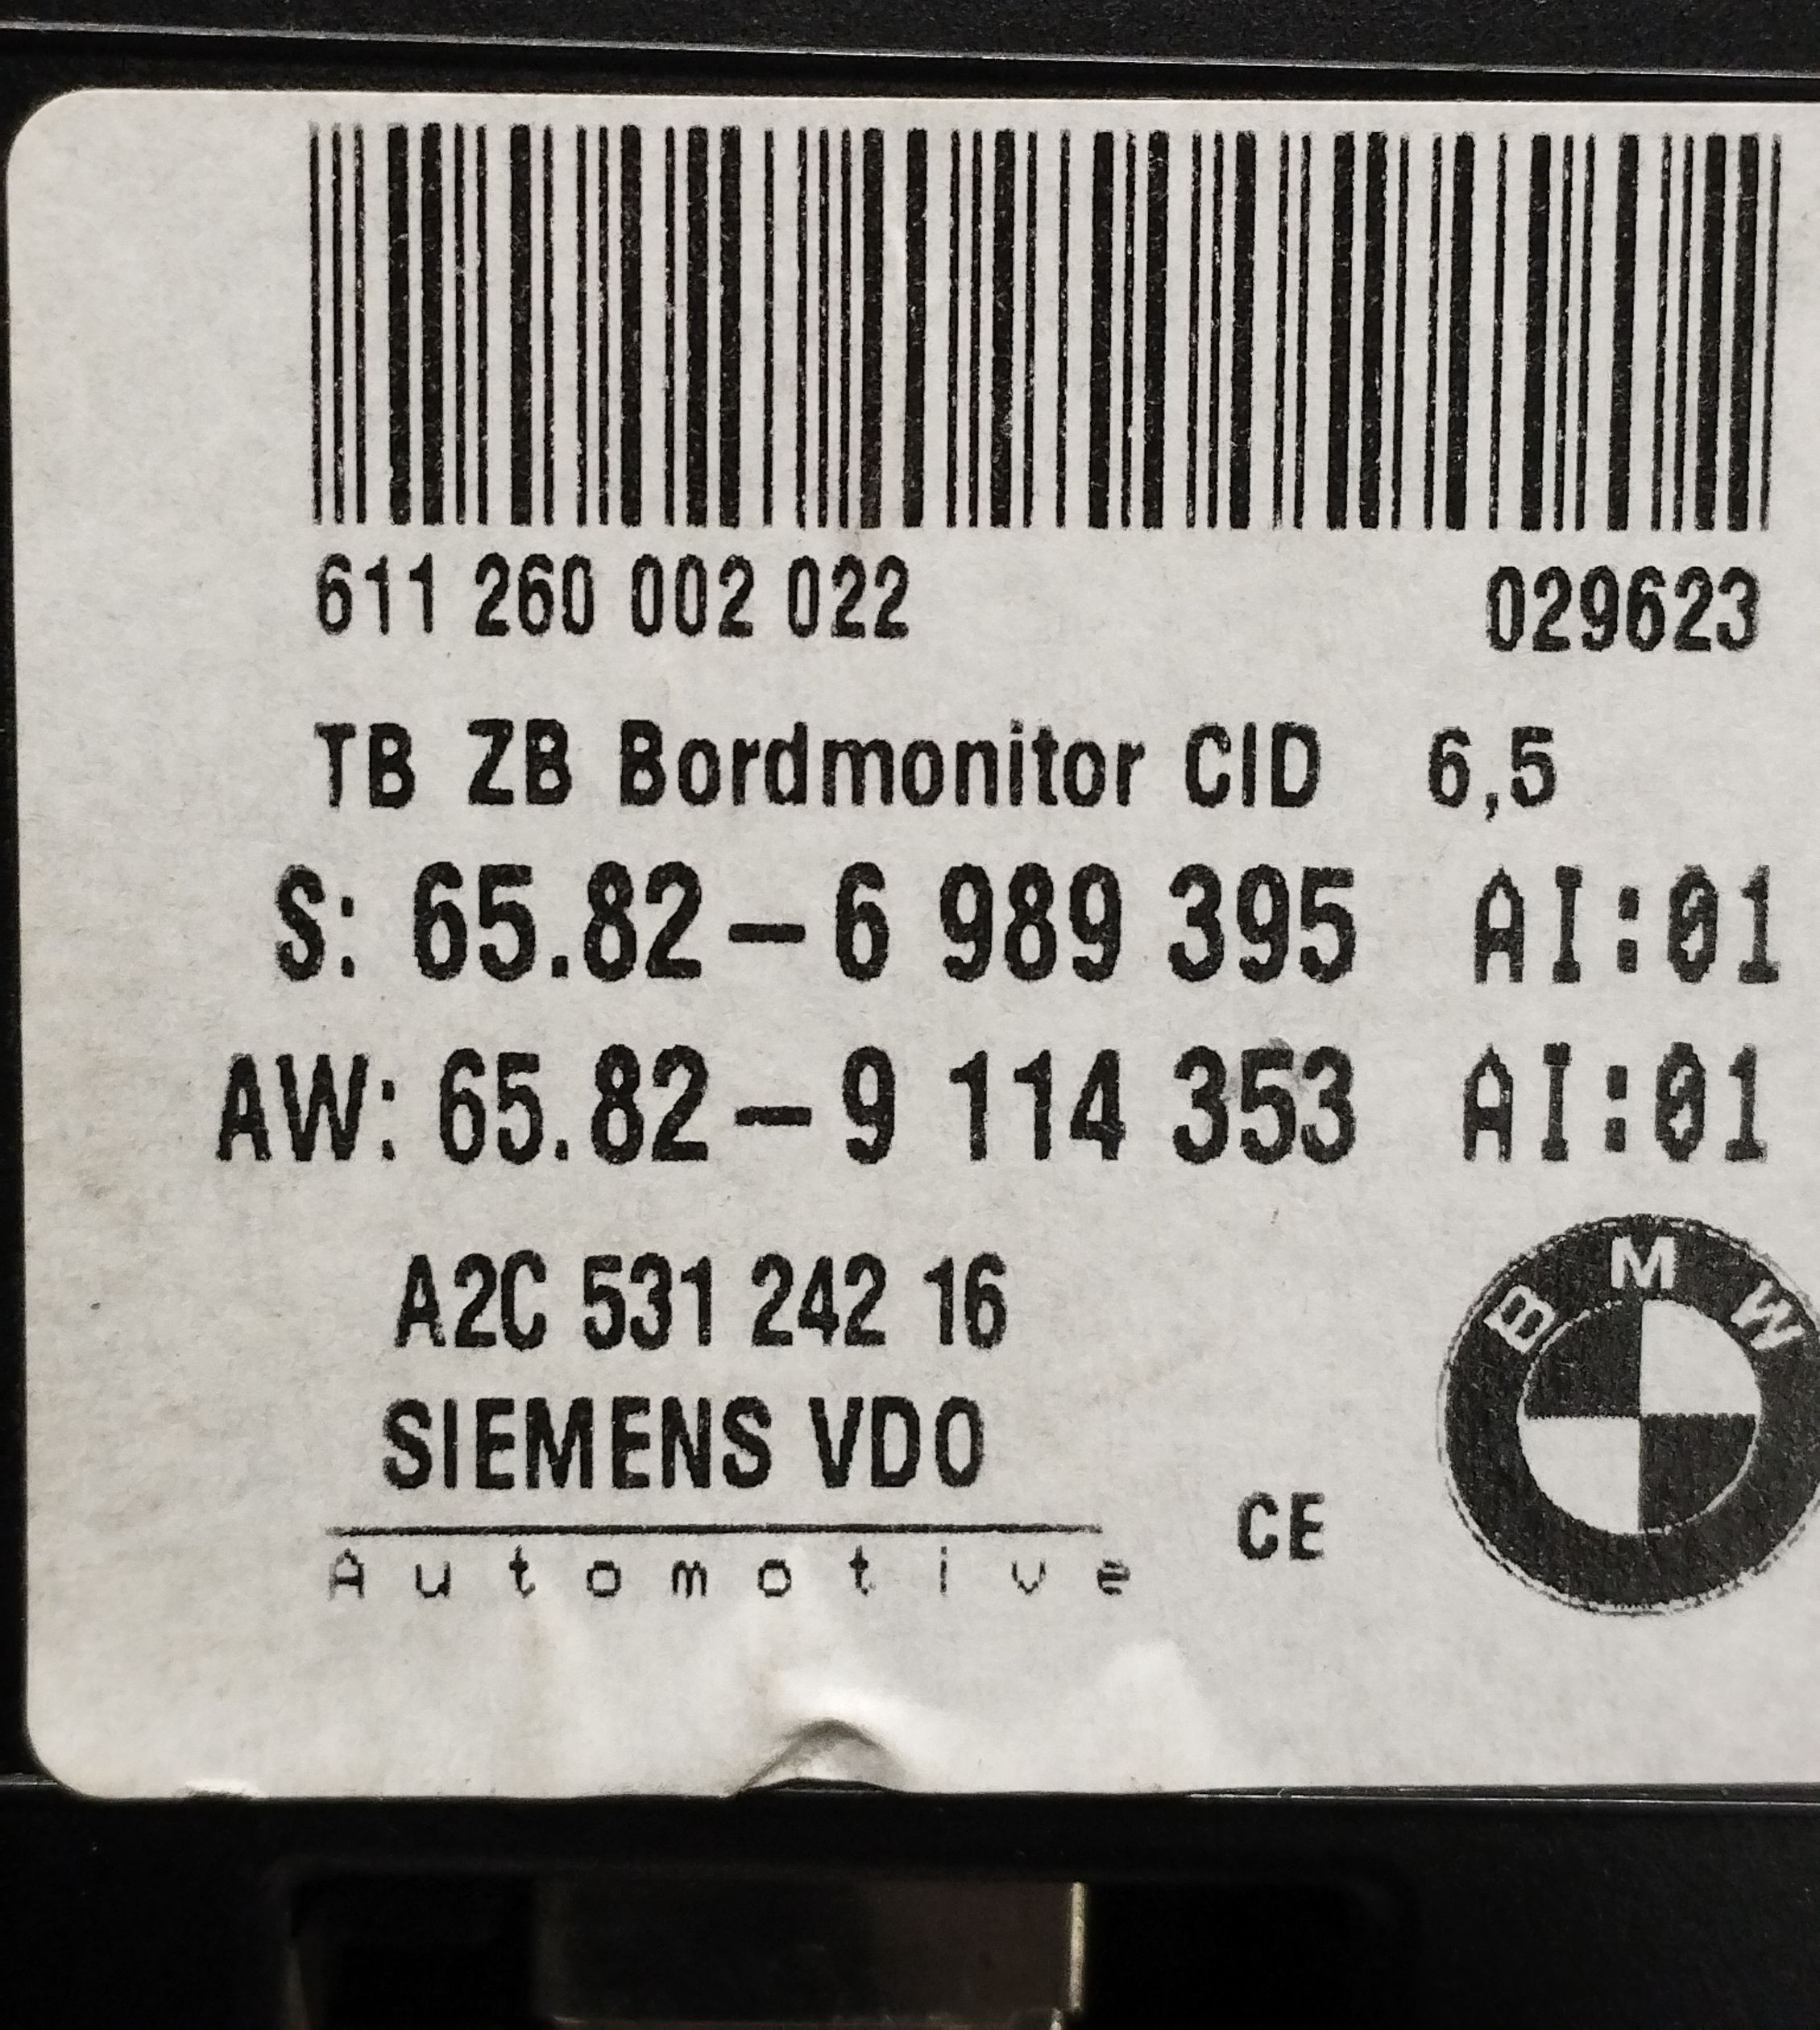 611 260 002 022 029623
TB ZB Bordmonitor CID 6,5
S: 65.82-6 989 395 AI:01
AW: 65.82-9 114 353 AI:01
A2C 531 242 16
SIEMENS VDO
Automotive
CE
BMW